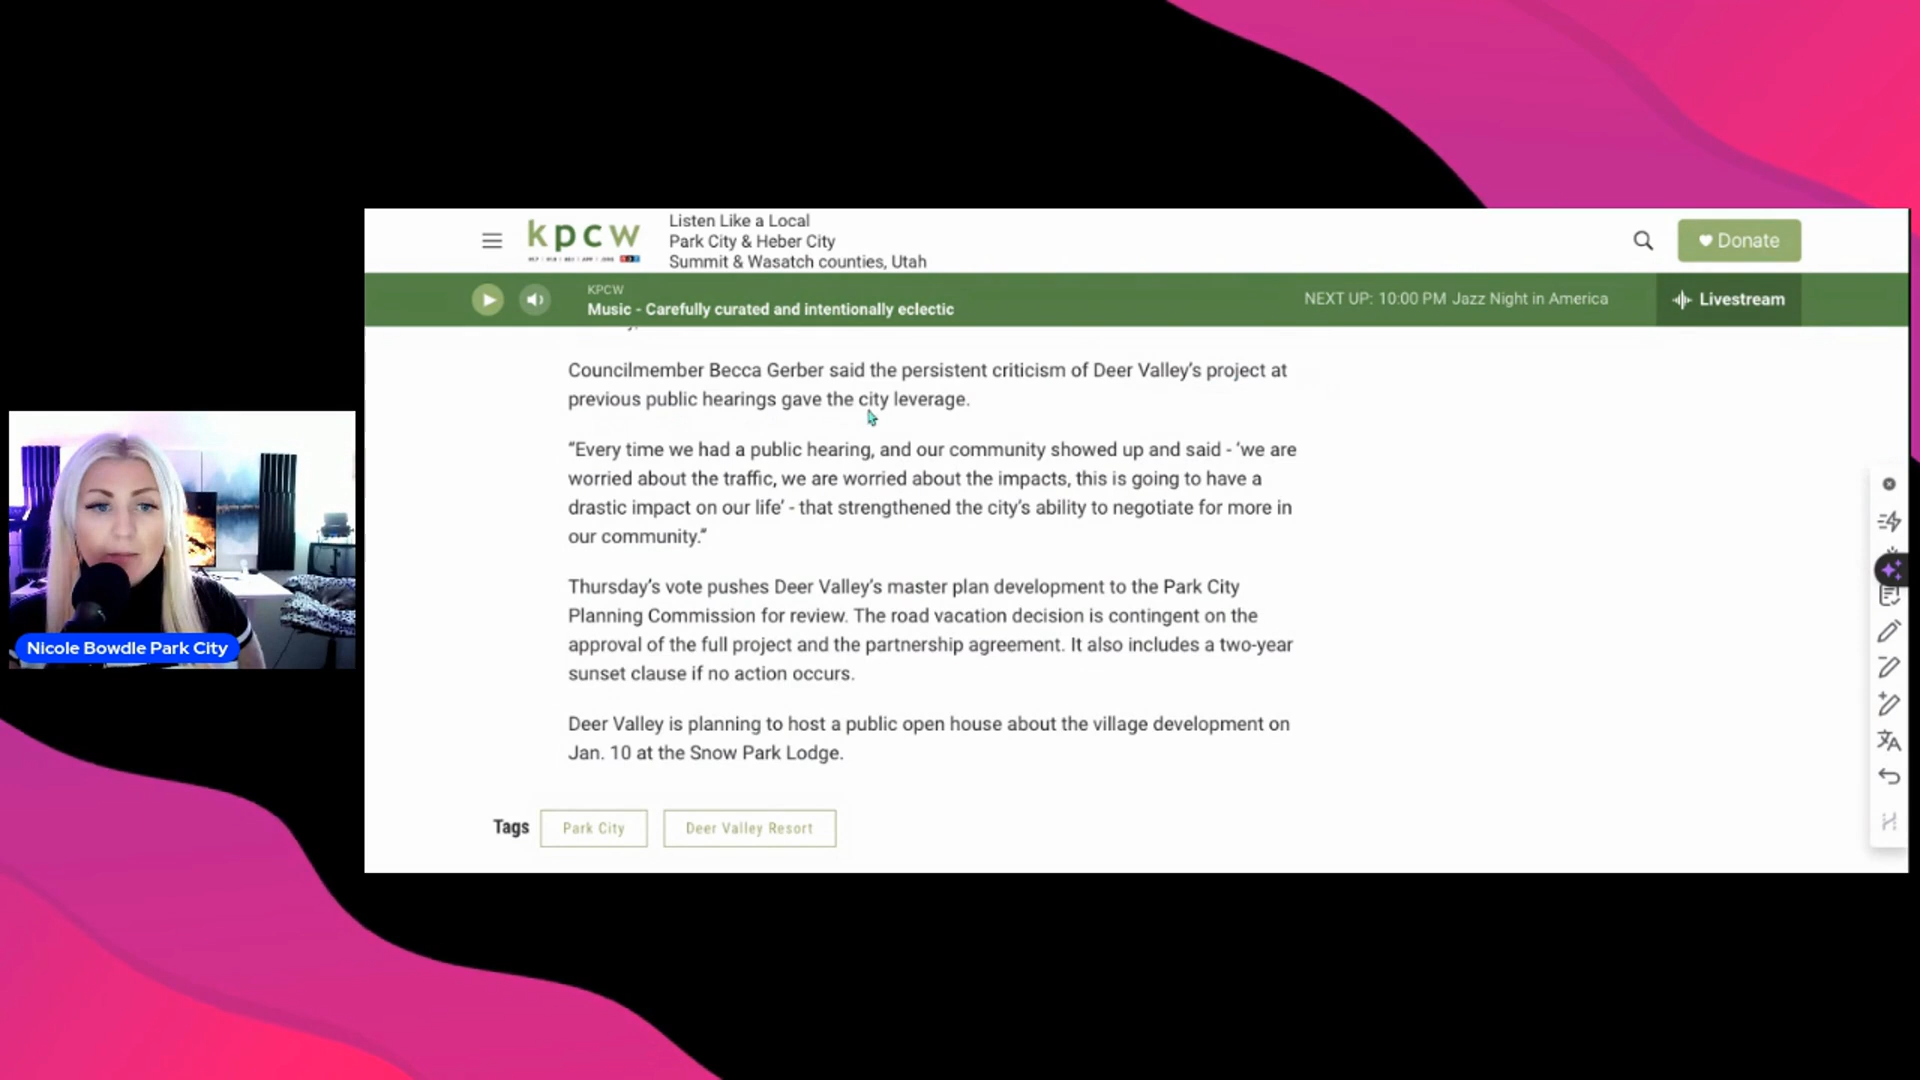 kpcw
Listen Like a Local
Park City & Heber City
Summit & Wasatch counties, Utah
Donate
KPCW
Music - Carefully curated and intentionally eclectic
NEXT UP: 10:00 PM Jazz Night in America
Livestream
Councilmember Becca Gerber said the persistent criticism of Deer Valley’s project at
previous public hearings gave the city leverage.
“Every time we had a public hearing, and our community showed up and said - ‘we are
worried about the traffic, we are worried about the impacts, this is going to have a
drastic impact on our life’ - that strengthened the city’s ability to negotiate for more in
our community.”
Thursday’s vote pushes Deer Valley’s master plan development to the Park City
Planning Commission for review. The road vacation decision is contingent on the
approval of the full project and the partnership agreement. It also includes a two-year
sunset clause if no action occurs.
Deer Valley is planning to host a public open house about the village development on
Jan. 10 at the Snow Park Lodge.
Tags
Park City
Deer Valley Resort
Nicole Bowdle Park City